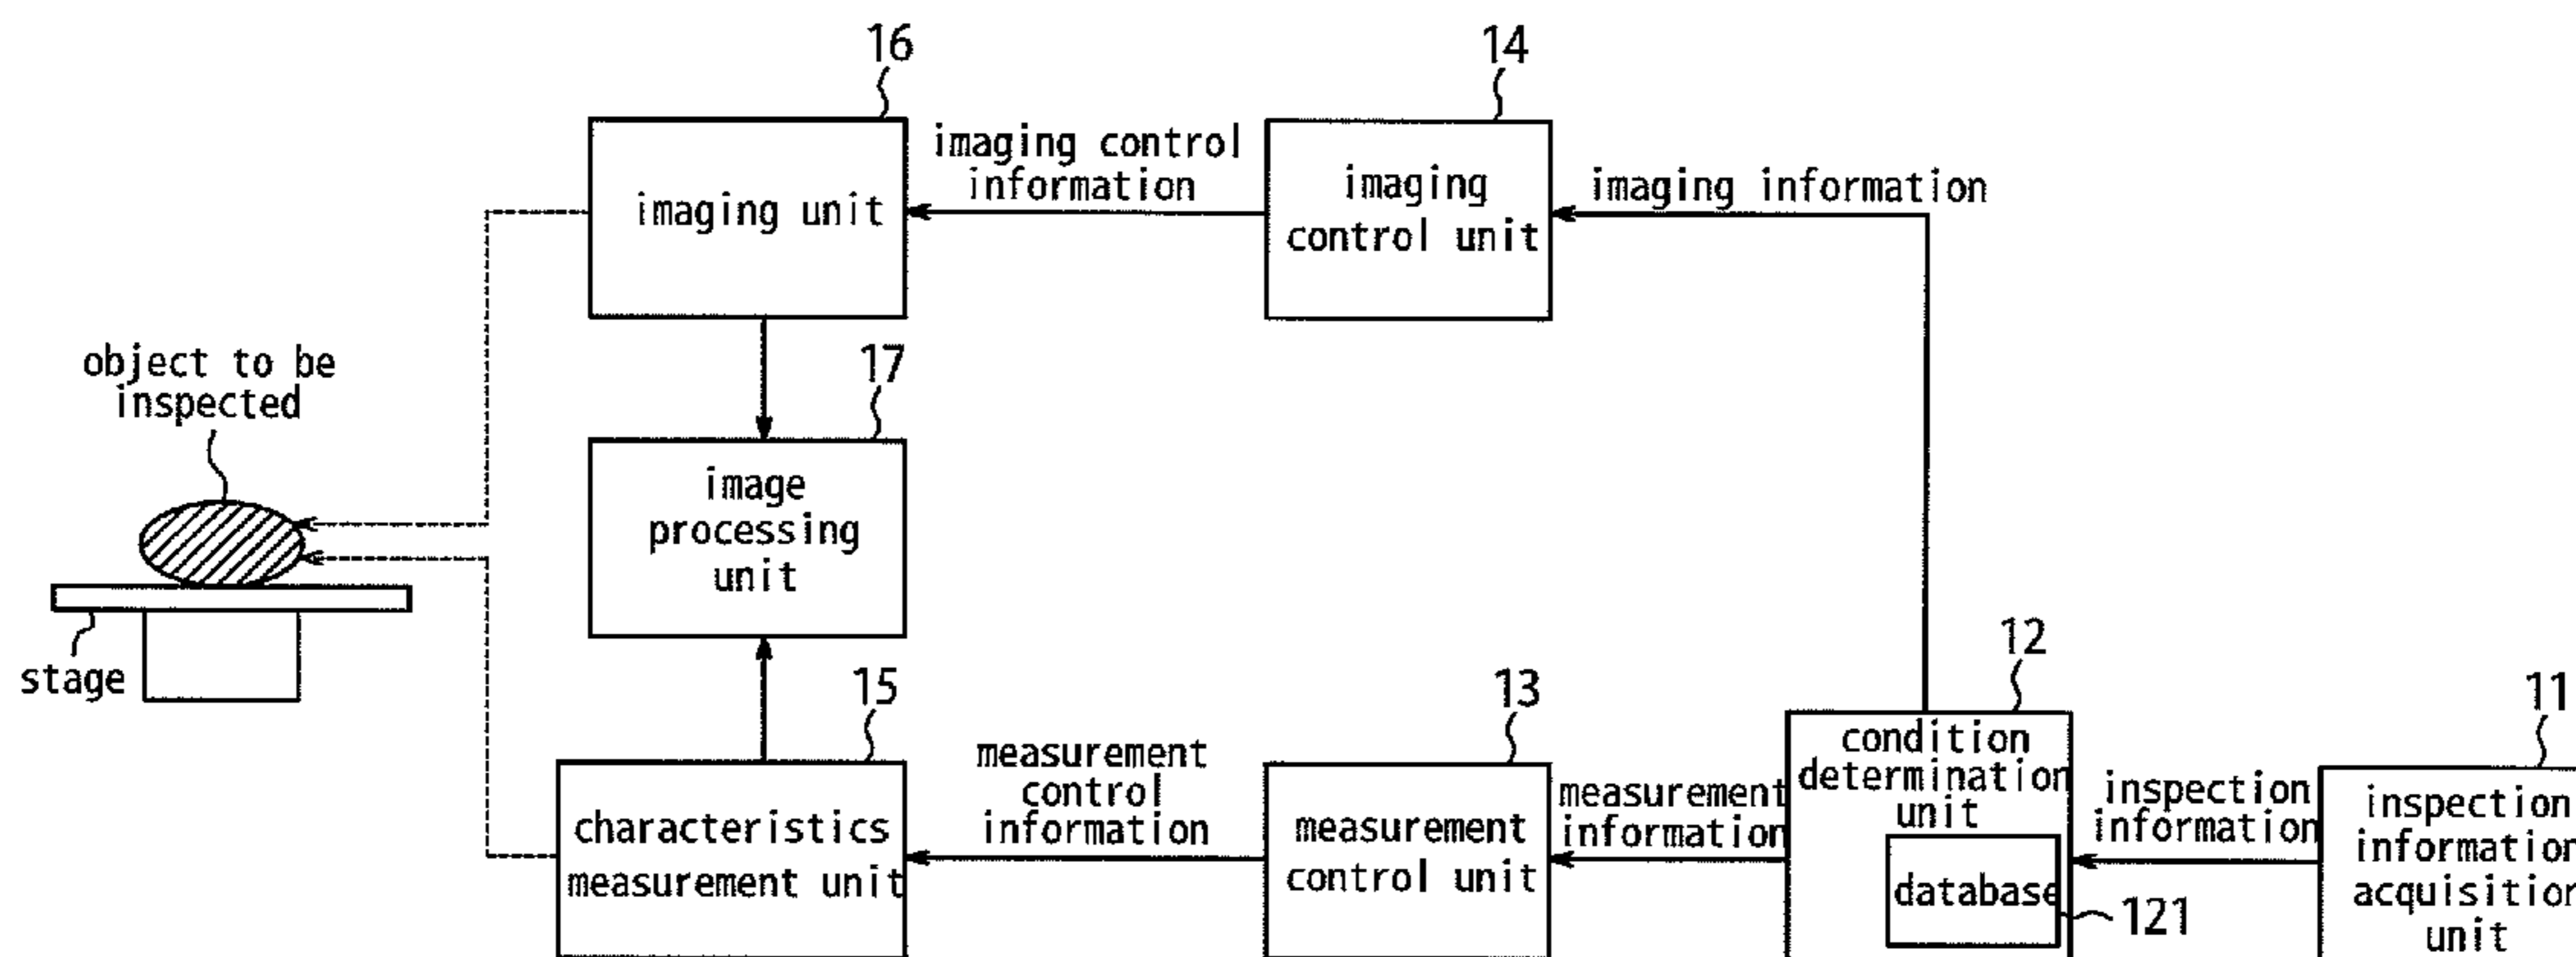 16
14
imaging control
information
imaging unit
imaging
control unit
imaging information
object to be
inspected
17
image
processing
unit
stage
15
13
12
11
measurement
control
information
characteristics
measurement unit
measurement
control unit
measurement
information
condition
determination
unit
database
121
inspection
information
inspection
information
acquisition
unit